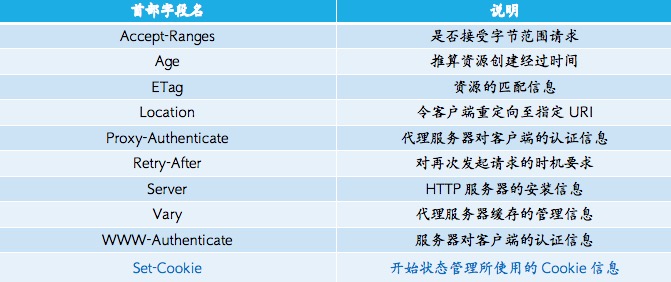 首部字段名 说明
Accept-Ranges 是否接受字节范围请求
Age 推算资源创建经过时间
ETag 资源的匹配信息
Location 令客户端重定向至指定 URI
Proxy-Authenticate 代理服务器对客户端的认证信息
Retry-After 对再次发起请求的时机要求
Server HTTP 服务器的安装信息
Vary 代理服务器缓存的管理信息
WWW-Authenticate 服务器对客户端的认证信息
Set-Cookie 开始状态管理所使用的 Cookie 信息